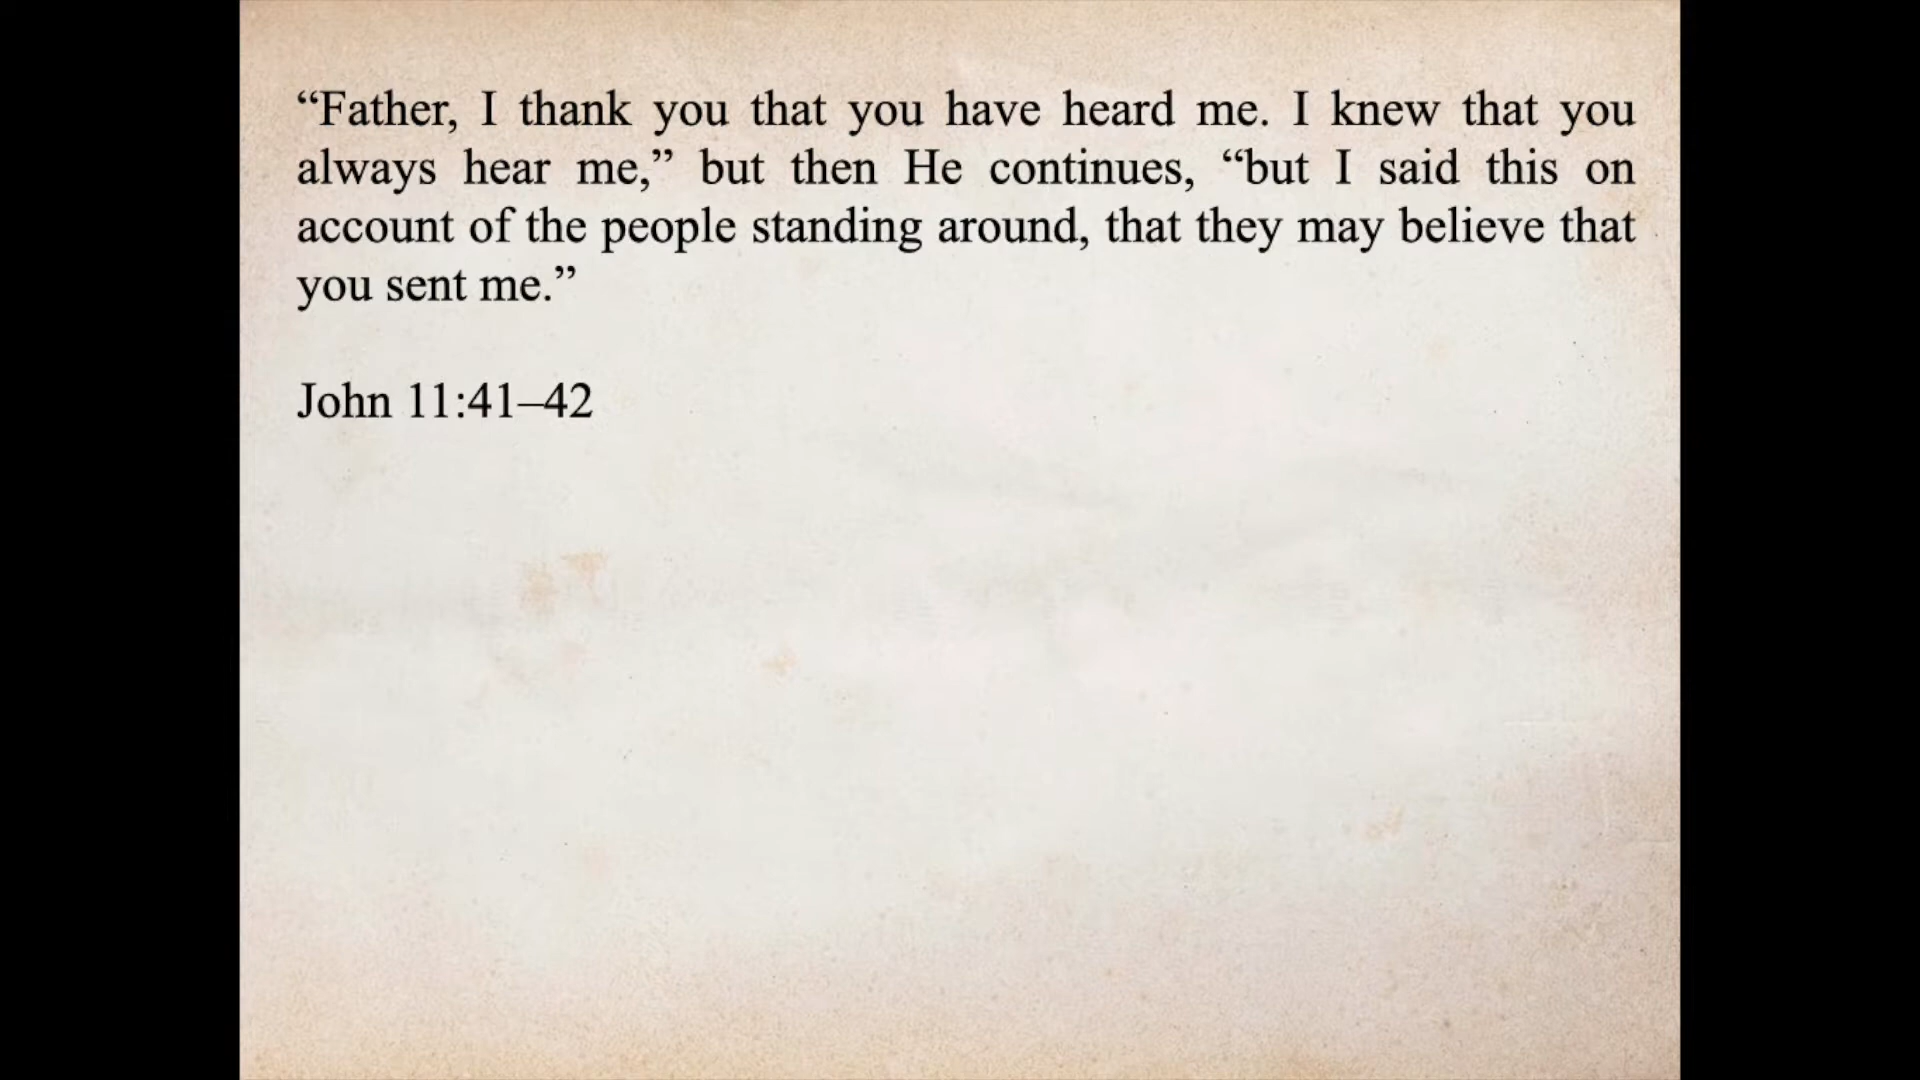 “Father, I thank you that you have heard me. I knew that you
always hear me,” but then He continues, “but I said this on
account of the people standing around, that they may believe that
you sent me.”
John 11:41–42